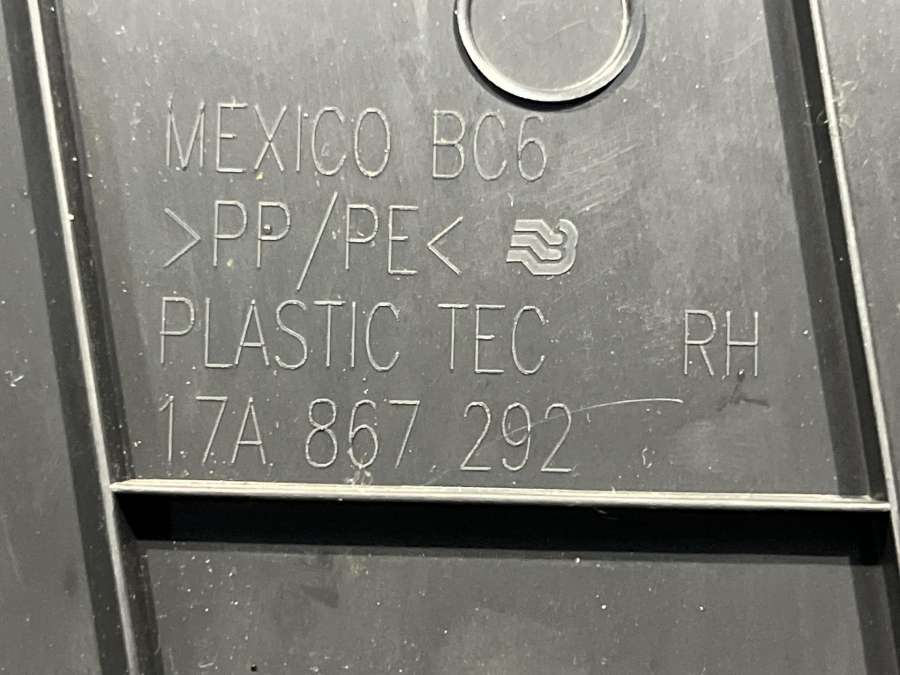 MEXICO BC6
>PP/PE<
PLASTIC TEC RH
17A 867 292